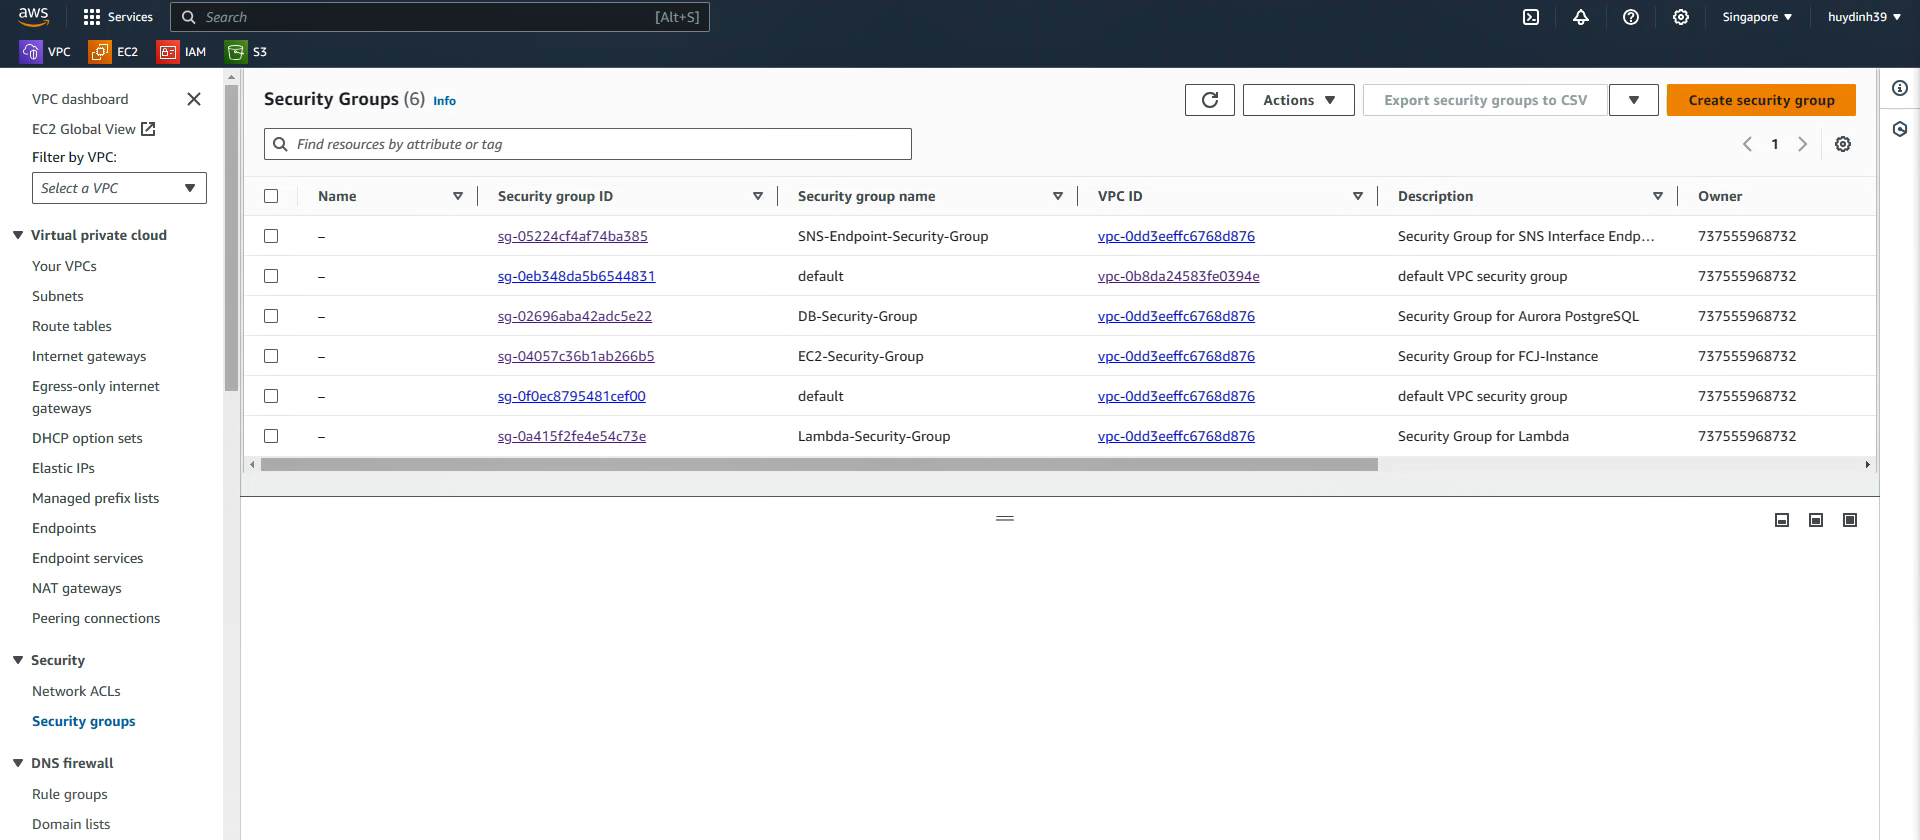 aws Services Search [Alt+S] Singapore huydinh39
VPC EC2 IAM S3
VPC dashboard
EC2 Global View
Filter by VPC:
Select a VPC
Virtual private cloud
Your VPCs
Subnets
Route tables
Internet gateways
Egress-only internet
gateways
DHCP option sets
Elastic IPs
Managed prefix lists
Endpoints
Endpoint services
NAT gateways
Peering connections
Security
Network ACLs
Security groups
DNS firewall
Rule groups
Domain lists
Security Groups (6) Info Actions Export security groups to CSV Create security group
Find resources by attribute or tag 1
Name Security group ID Security group name VPC ID Description Owner
– sg-05224cf4af74ba385 SNS-Endpoint-Security-Group vpc-0dd3eeffc6768d876 Security Group for SNS Interface Endp... 737555968732
– sg-0eb348da5b6544831 default vpc-0b8da24583fe0394e default VPC security group 737555968732
– sg-02696aba42adc5e22 DB-Security-Group vpc-0dd3eeffc6768d876 Security Group for Aurora PostgreSQL 737555968732
– sg-04057c36b1ab266b5 EC2-Security-Group vpc-0dd3eeffc6768d876 Security Group for FCJ-Instance 737555968732
– sg-0f0ec8795481cef00 default vpc-0dd3eeffc6768d876 default VPC security group 737555968732
– sg-0a415f2fe4e54c73e Lambda-Security-Group vpc-0dd3eeffc6768d876 Security Group for Lambda 737555968732